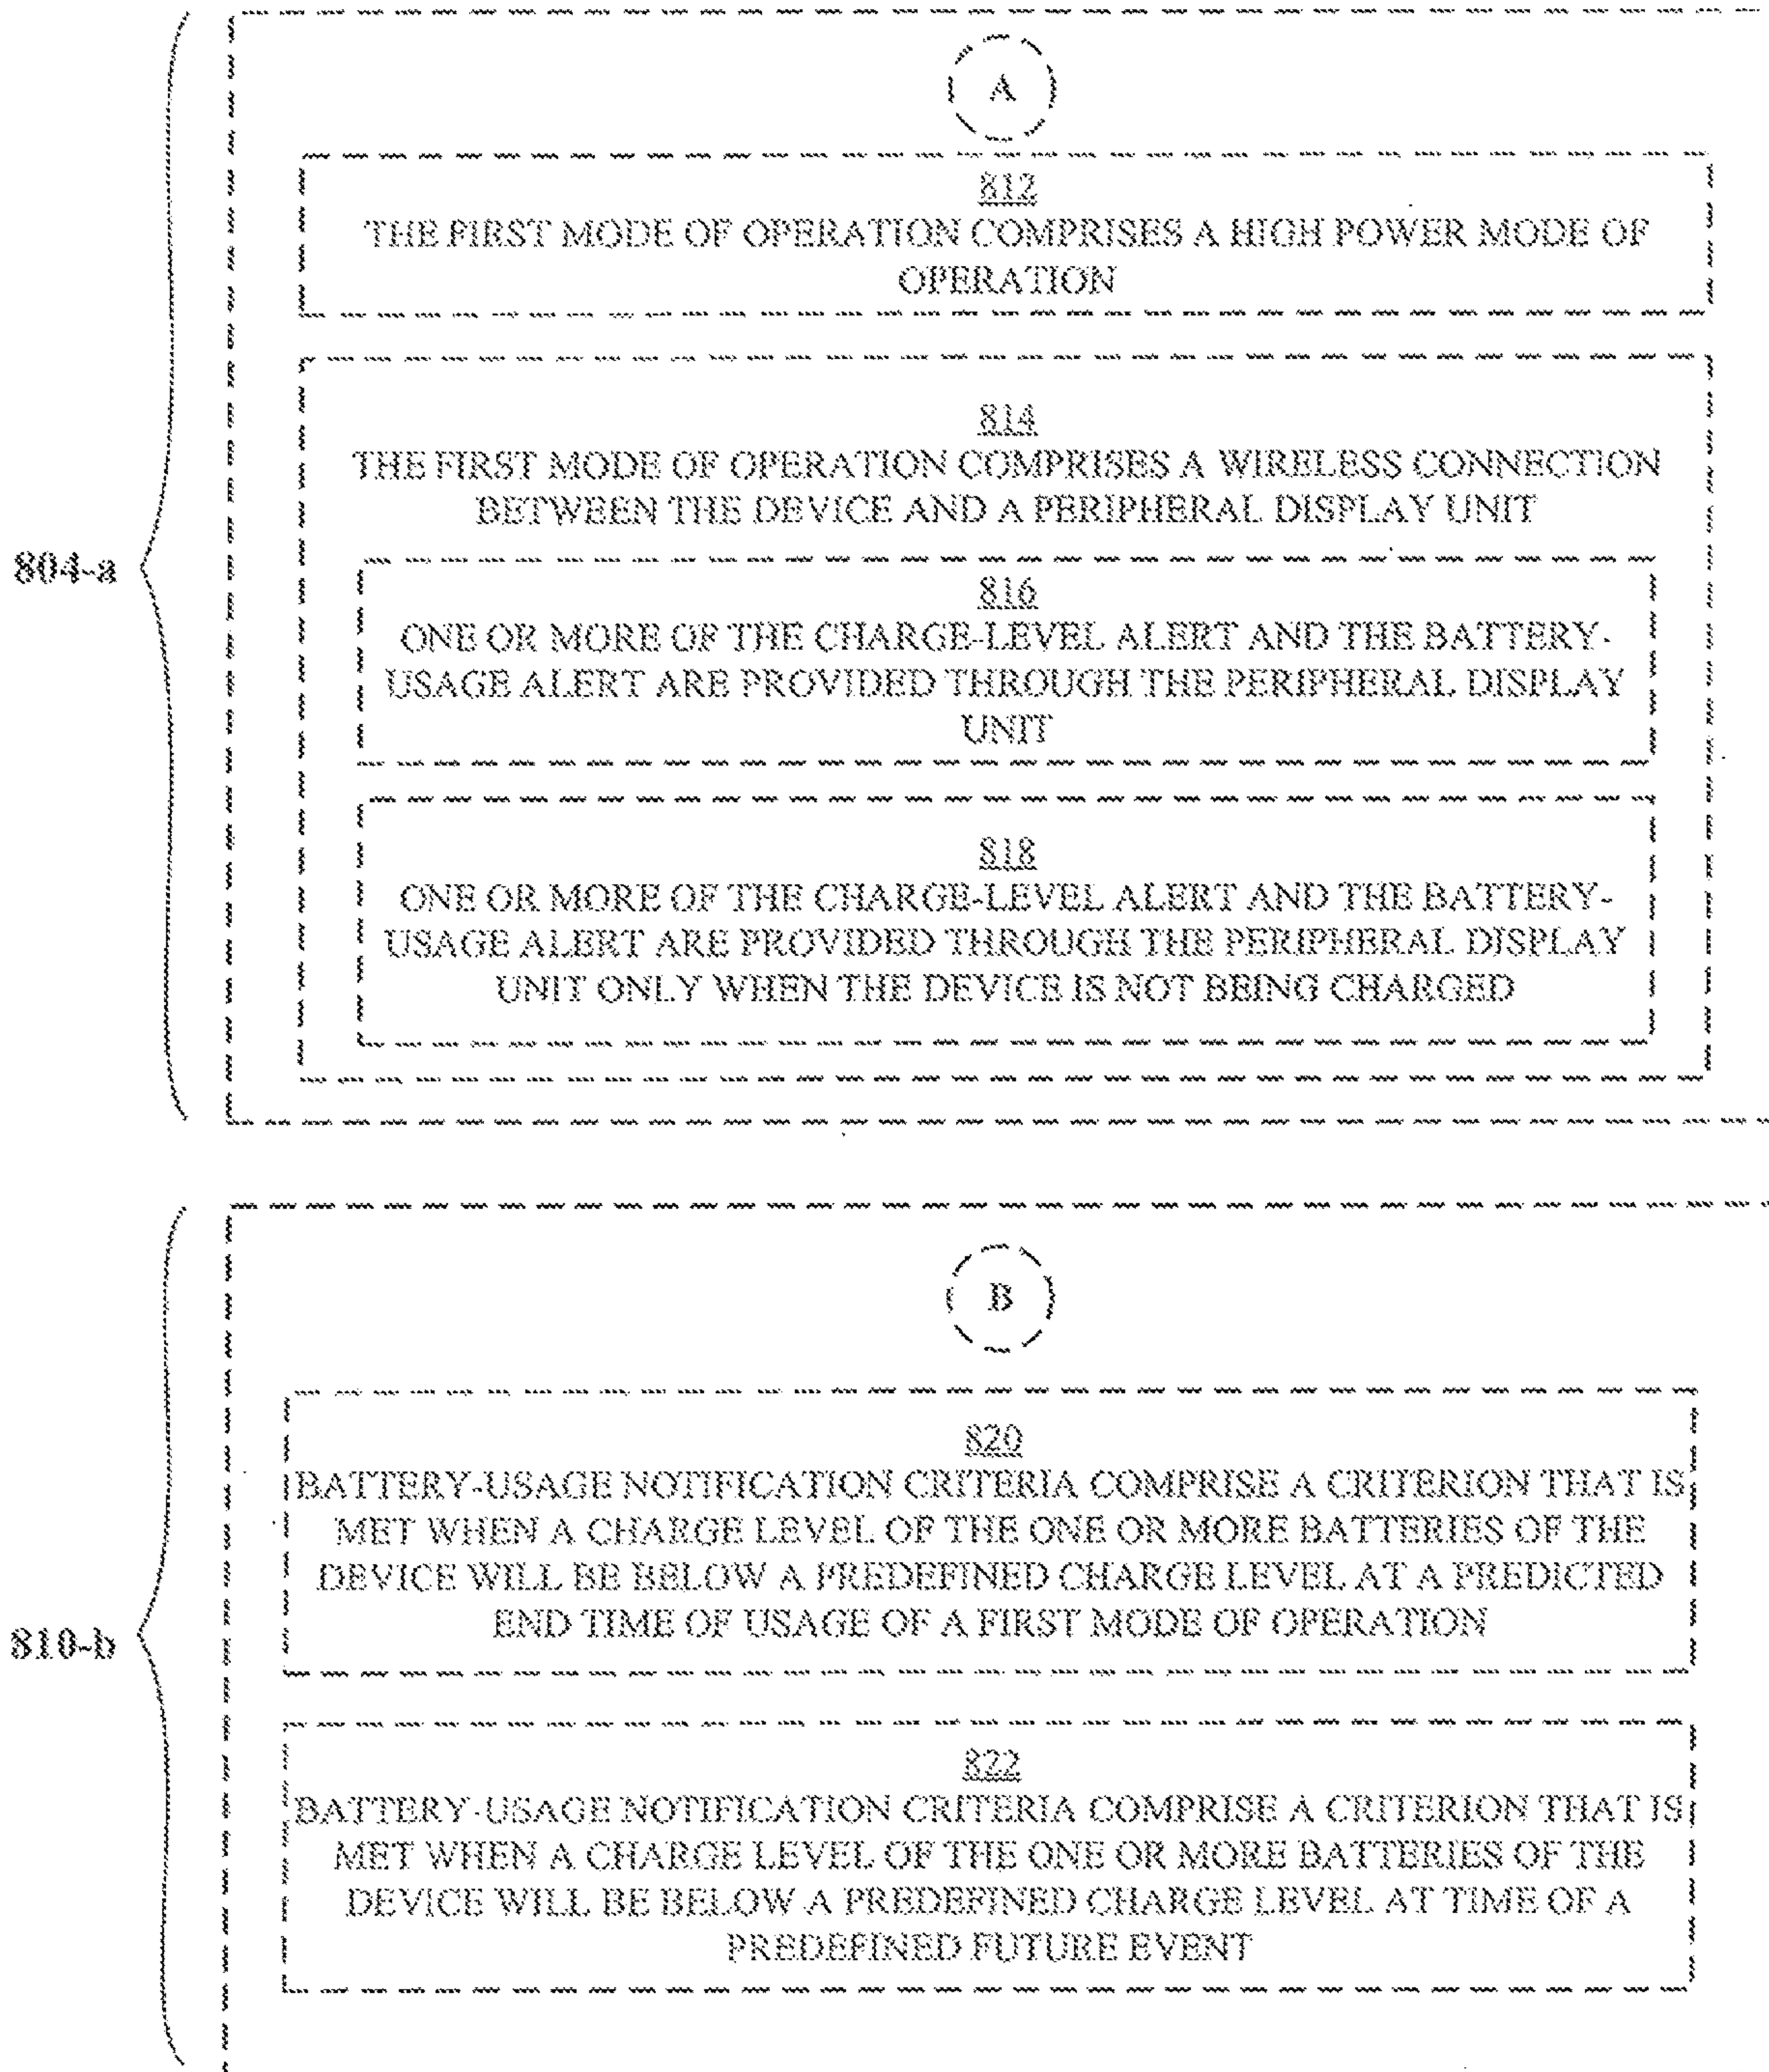 A
812
THE FIRST MODE OF OPERATION COMPRISES A HIGH POWER MODE OF
OPERATION
814
THE FIRST MODE OF OPERATION COMPRISES A WIRELESS CONNECTION
BETWEEN THE DEVICE AND A PERIPHERAL DISPLAY UNIT
804-a
816
ONE OR MORE OF THE CHARGE-LEVEL ALERT AND THE BATTERY-
USAGE ALERT ARE PROVIDED THROUGH THE PERIPHERAL DISPLAY
UNIT
818
ONE OR MORE OF THE CHARGE-LEVEL ALERT AND THE BATTERY-
USAGE ALERT ARE PROVIDED THROUGH THE PERIPHERAL DISPLAY
UNIT ONLY WHEN THE DEVICE IS NOT BEING CHARGED
B
820
BATTERY-USAGE NOTIFICATION CRITERIA COMPRISE A CRITERION THAT IS
MET WHEN A CHARGE LEVEL OF THE ONE OR MORE BATTERIES OF THE
DEVICE WILL BE BELOW A PREDEFINED CHARGE LEVEL AT A PREDICTED
END TIME OF USAGE OF A FIRST MODE OF OPERATION
810-b
822
BATTERY-USAGE NOTIFICATION CRITERIA COMPRISE A CRITERION THAT IS
MET WHEN A CHARGE LEVEL OF THE ONE OR MORE BATTERIES OF THE
DEVICE WILL BE BELOW A PREDEFINED CHARGE LEVEL AT TIME OF A
PREDEFINED FUTURE EVENT